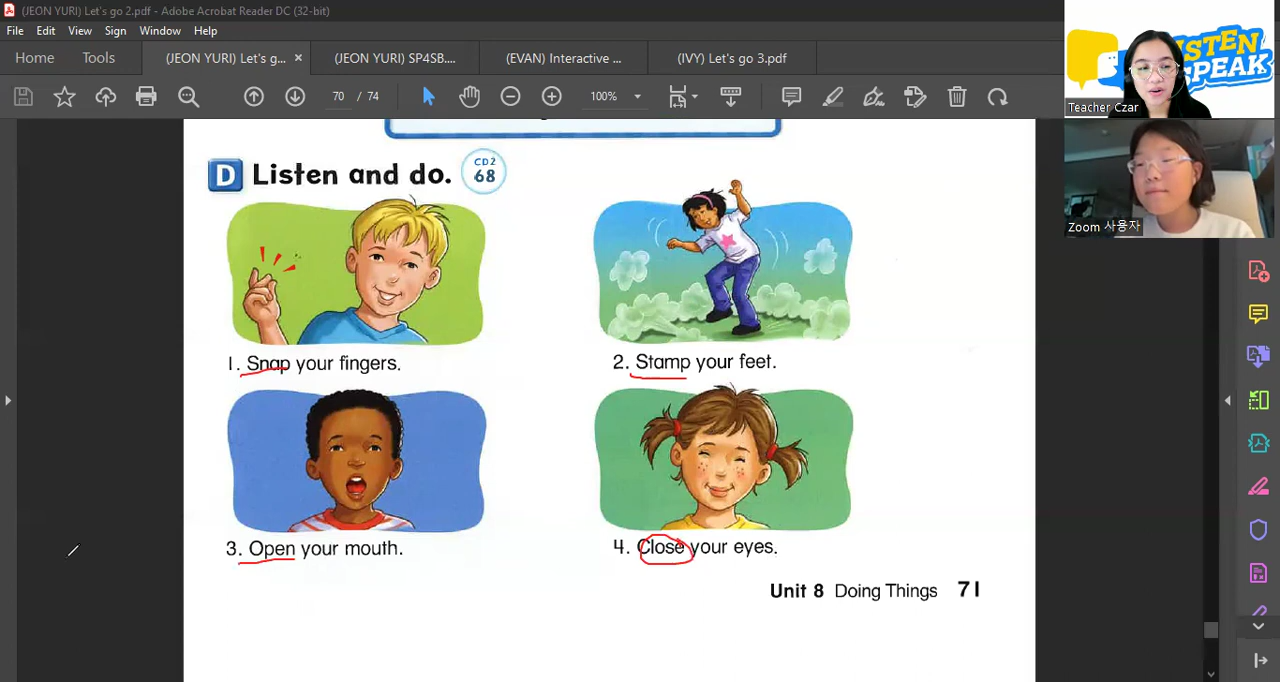 (JEON YURI) Let's go 2.pdf - Adobe Acrobat Reader DC (32-bit)
File Edit View Sign Window Help
Home Tools (JEON YURI) Let's g... × (JEON YURI) SP4SB.... (EVAN) Interactive ... (IVY) Let's go 3.pdf
70 / 74 100%
LISTEN
SPEAK
Teacher Czar
Zoom 사용자
D Listen and do. CD2 68
1. Snap your fingers.
2. Stamp your feet.
3. Open your mouth.
4. Close your eyes.
Unit 8 Doing Things 71